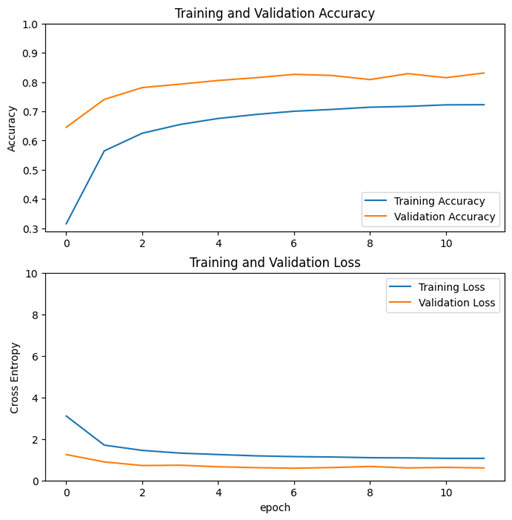 Training and Validation Accuracy
1.0
0.9
0.8
0.7
0.6
0.5
0.4
0.3
Accuracy
Training Accuracy
Validation Accuracy
0 2 4 6 8 10
Training and Validation Loss
10
8
6
4
2
0
Cross Entropy
Training Loss
Validation Loss
0 2 4 6 8 10
epoch